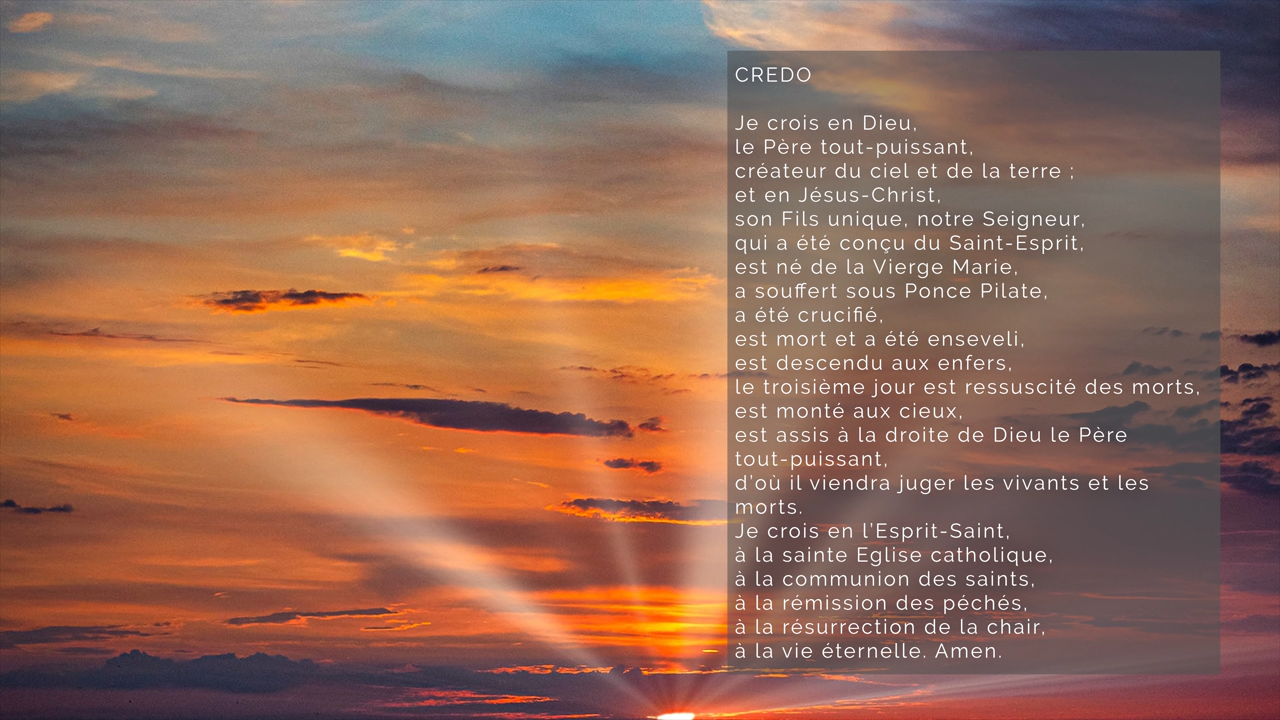 CREDO
Je crois en Dieu,
le Père tout-puissant,
créateur du ciel et de la terre ;
et en Jésus-Christ,
son Fils unique, notre Seigneur,
qui a été conçu du Saint-Esprit,
est né de la Vierge Marie,
a souffert sous Ponce Pilate,
a été crucifié,
est mort et a été enseveli,
est descendu aux enfers,
le troisième jour est ressuscité des morts,
est monté aux cieux,
est assis à la droite de Dieu le Père
tout-puissant,
d'où il viendra juger les vivants et les
morts.
Je crois en l'Esprit-Saint,
à la sainte Eglise catholique,
à la communion des saints,
à la rémission des péchés,
à la résurrection de la chair,
à la vie éternelle. Amen.